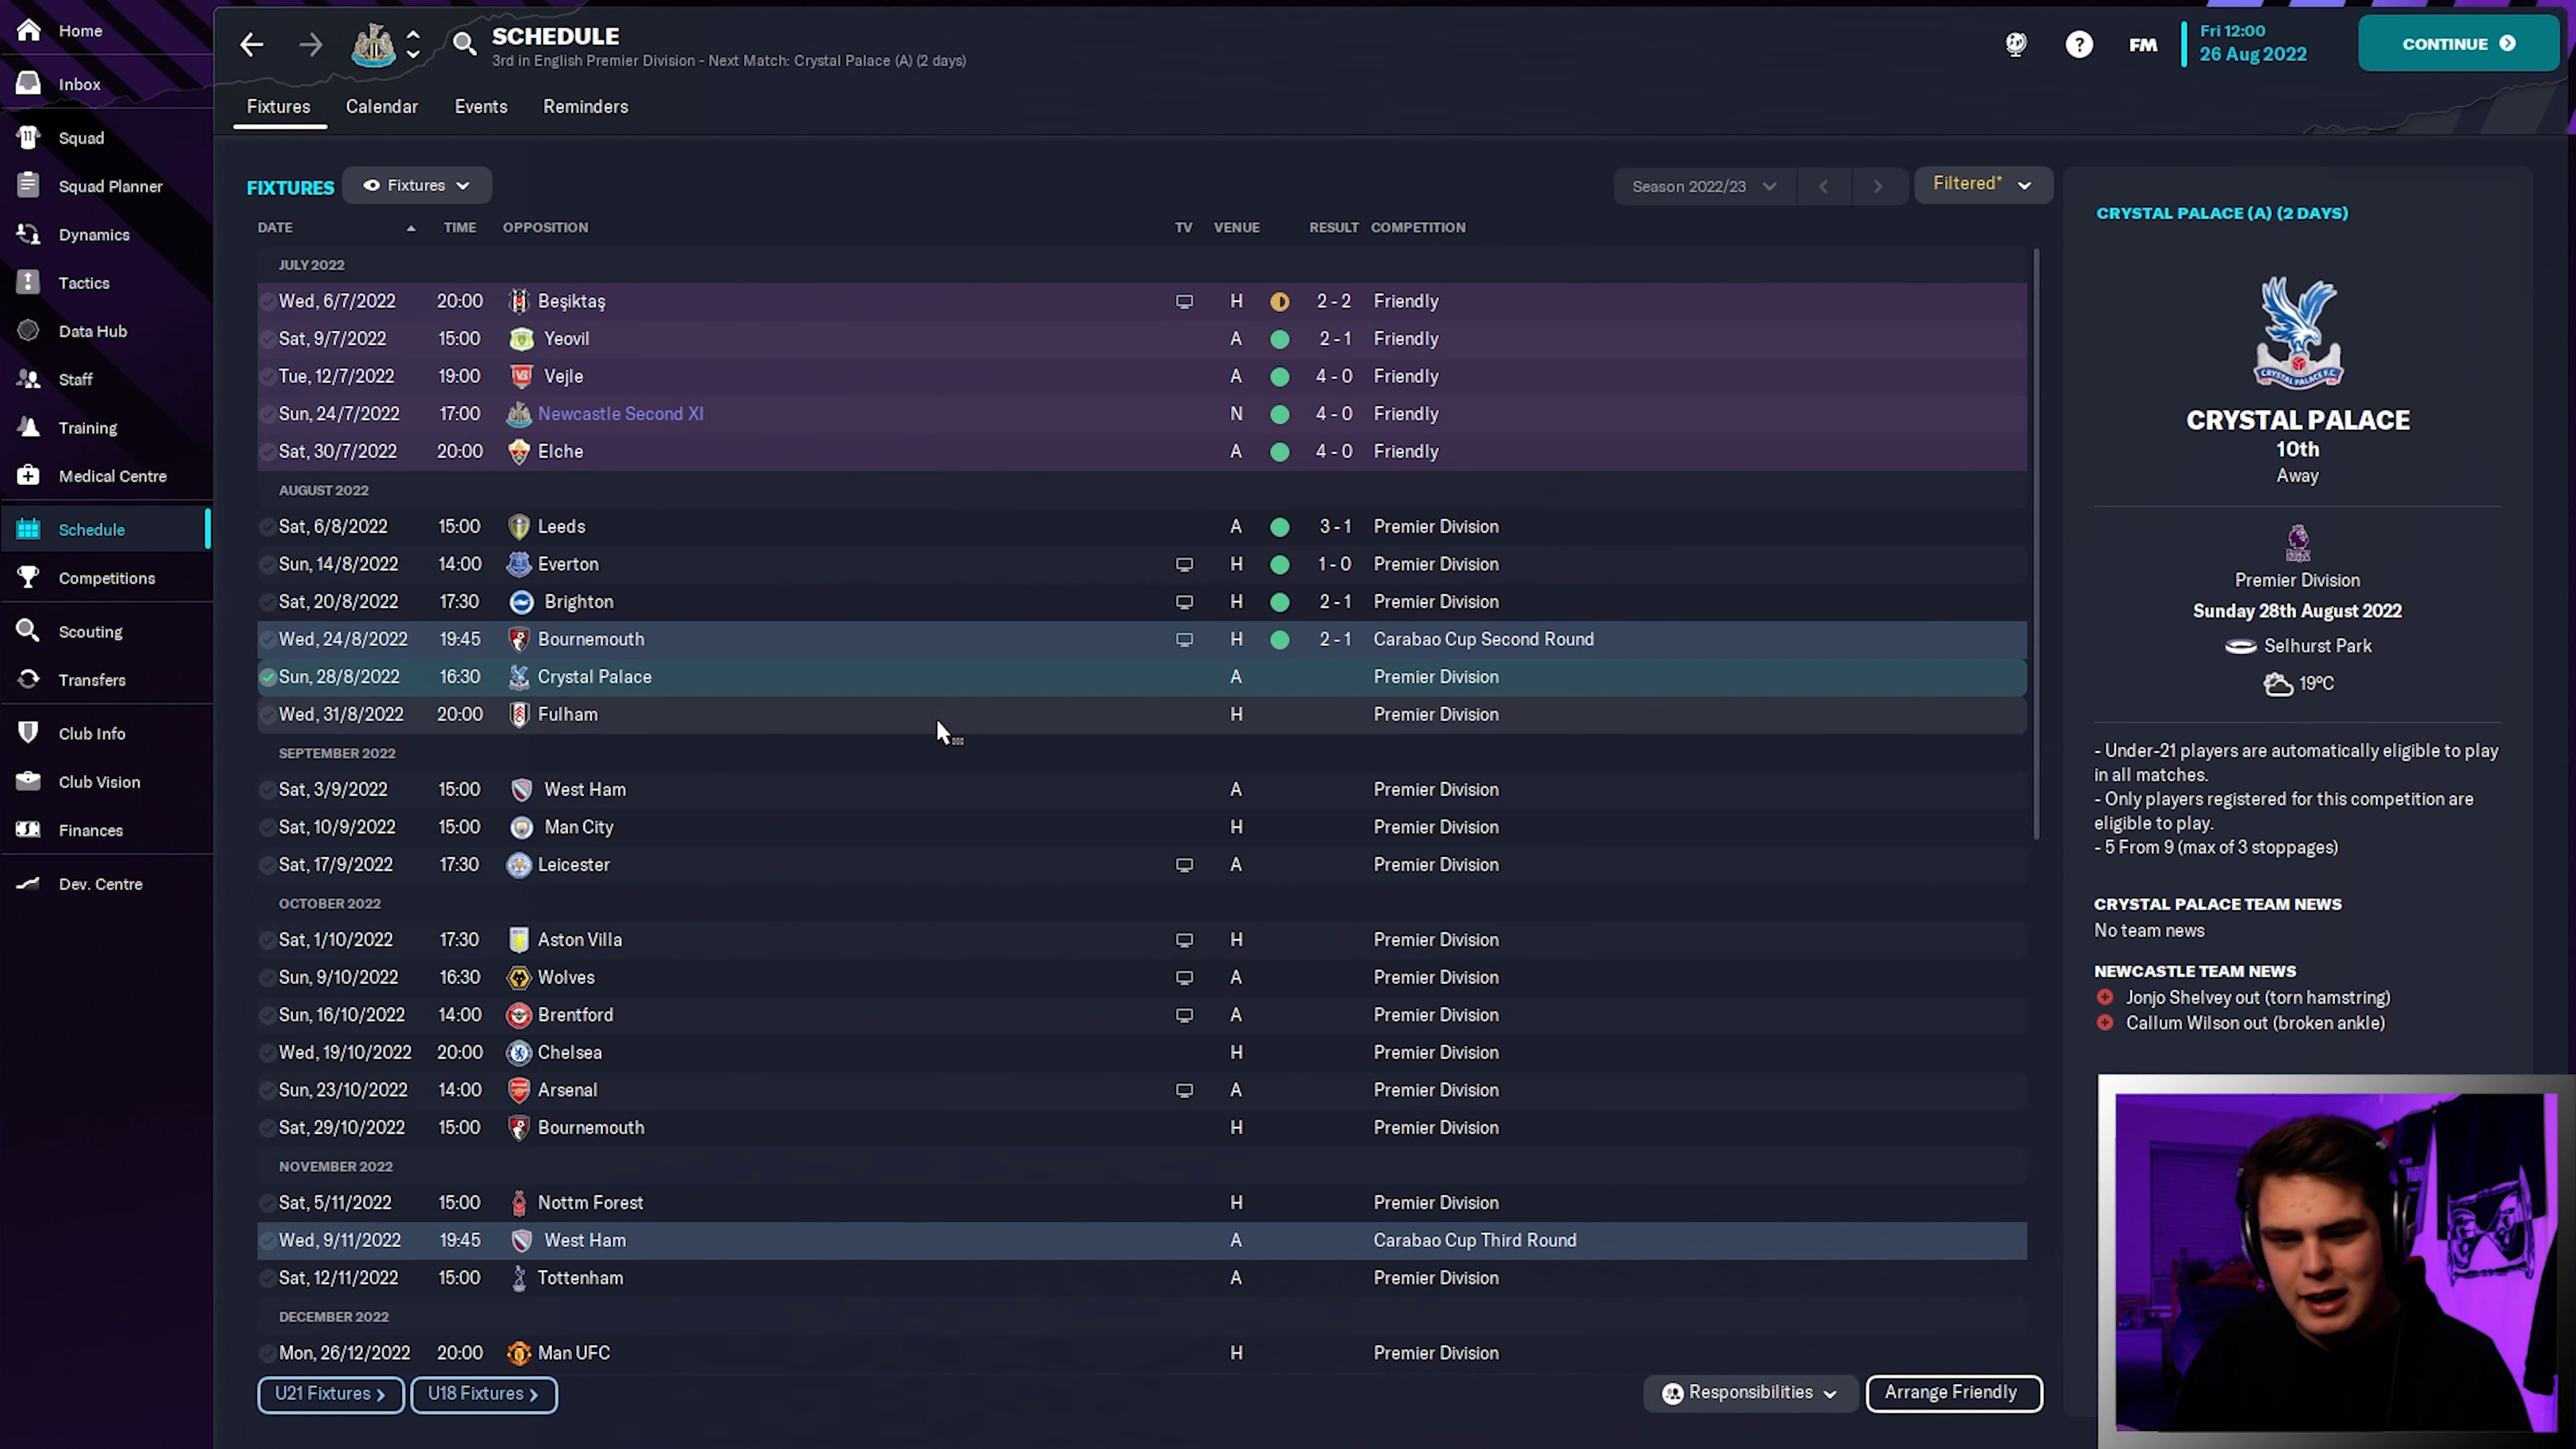 Home
Inbox
Squad
Squad Planner
Dynamics
Tactics
Data Hub
Staff
Training
Medical Centre
Schedule
Competitions
Scouting
Transfers
Club Info
Club Vision
Finances
Dev. Centre
SCHEDULE
3rd in English Premier Division - Next Match: Crystal Palace (A) (2 days)
FM
Fri 12:00
26 Aug 2022
CONTINUE
Fixtures Calendar Events Reminders
FIXTURES Fixtures Season 2022/23 Filtered*
DATE TIME OPPOSITION TV VENUE RESULT COMPETITION
JULY 2022
Wed, 6/7/2022 20:00 Beşiktaş H 2 - 2 Friendly
Sat, 9/7/2022 15:00 Yeovil A 2 - 1 Friendly
Tue, 12/7/2022 19:00 Vejle A 4 - 0 Friendly
Sun, 24/7/2022 17:00 Newcastle Second XI N 4 - 0 Friendly
Sat, 30/7/2022 20:00 Elche A 4 - 0 Friendly
AUGUST 2022
Sat, 6/8/2022 15:00 Leeds A 3 - 1 Premier Division
Sun, 14/8/2022 14:00 Everton H 1 - 0 Premier Division
Sat, 20/8/2022 17:30 Brighton H 2 - 1 Premier Division
Wed, 24/8/2022 19:45 Bournemouth H 2 - 1 Carabao Cup Second Round
Sun, 28/8/2022 16:30 Crystal Palace A Premier Division
Wed, 31/8/2022 20:00 Fulham H Premier Division
SEPTEMBER 2022
Sat, 3/9/2022 15:00 West Ham A Premier Division
Sat, 10/9/2022 15:00 Man City H Premier Division
Sat, 17/9/2022 17:30 Leicester A Premier Division
OCTOBER 2022
Sat, 1/10/2022 17:30 Aston Villa H Premier Division
Sun, 9/10/2022 16:30 Wolves A Premier Division
Sun, 16/10/2022 14:00 Brentford A Premier Division
Wed, 19/10/2022 20:00 Chelsea H Premier Division
Sun, 23/10/2022 14:00 Arsenal A Premier Division
Sat, 29/10/2022 15:00 Bournemouth H Premier Division
NOVEMBER 2022
Sat, 5/11/2022 15:00 Nottm Forest H Premier Division
Wed, 9/11/2022 19:45 West Ham A Carabao Cup Third Round
Sat, 12/11/2022 15:00 Tottenham A Premier Division
DECEMBER 2022
Mon, 26/12/2022 20:00 Man UFC H Premier Division
U21 Fixtures U18 Fixtures Responsibilities Arrange Friendly
CRYSTAL PALACE (A) (2 DAYS)
CRYSTAL PALACE F.C.
CRYSTAL PALACE
10th
Away
Premier Division
Sunday 28th August 2022
Selhurst Park
19°C
- Under-21 players are automatically eligible to play
in all matches.
- Only players registered for this competition are
eligible to play.
- 5 From 9 (max of 3 stoppages)
CRYSTAL PALACE TEAM NEWS
No team news
NEWCASTLE TEAM NEWS
Jonjo Shelvey out (torn hamstring)
Callum Wilson out (broken ankle)